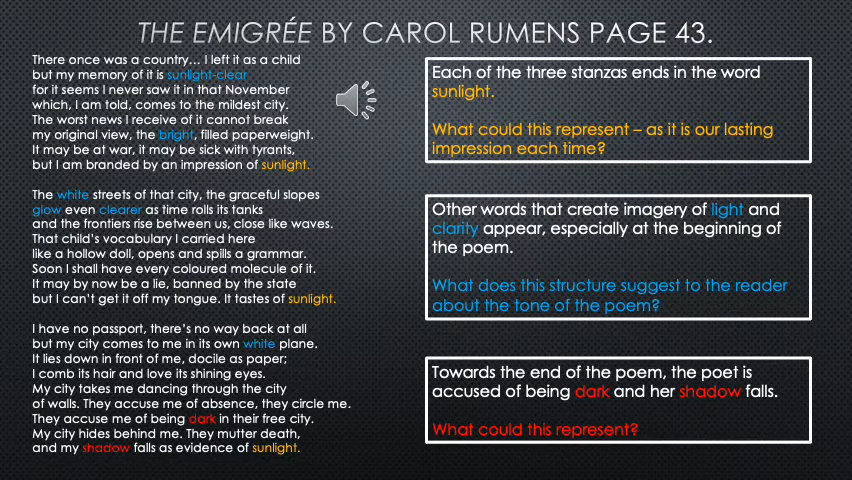 THE EMIGRÉE BY CAROL RUMENS PAGE 43.
There once was a country... I left it as a child
but my memory of it is sunlight-clear
for it seems I never saw it in that November
which, I am told, comes to the mildest city.
The worst news I receive of it cannot break
my original view, the bright, filled paperweight.
It may be at war, it may be sick with tyrants,
but I am branded by an impression of sunlight.
The white streets of that city, the graceful slopes
glow even clearer as time rolls its tanks
and the frontiers rise between us, close like waves.
That child's vocabulary I carried here
like a hollow doll, opens and spills a grammar.
Soon I shall have every coloured molecule of it.
It may by now be a lie, banned by the state
but I can't get it off my tongue. It tastes of sunlight.
I have no passport, there's no way back at all
but my city comes to me in its own white plane.
It lies down in front of me, docile as paper;
I comb its hair and love its shining eyes.
My city takes me dancing through the city
of walls. They accuse me of absence, they circle me.
They accuse me of being dark in their free city.
My city hides behind me. They mutter death,
and my shadow falls as evidence of sunlight.
Each of the three stanzas ends in the word
sunlight.
What could this represent – as it is our lasting
impression each time?
Other words that create imagery of light and
clarity appear, especially at the beginning of
the poem.
What does this structure suggest to the reader
about the tone of the poem?
Towards the end of the poem, the poet is
accused of being dark and her shadow falls.
What could this represent?